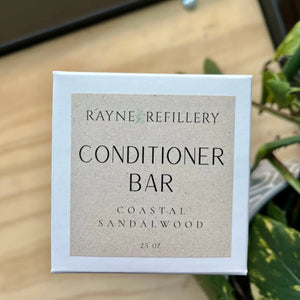 RAYNE REFILLERY
CONDITIONER
BAR
COASTAL
SANDALWOOD
2.5 OZ